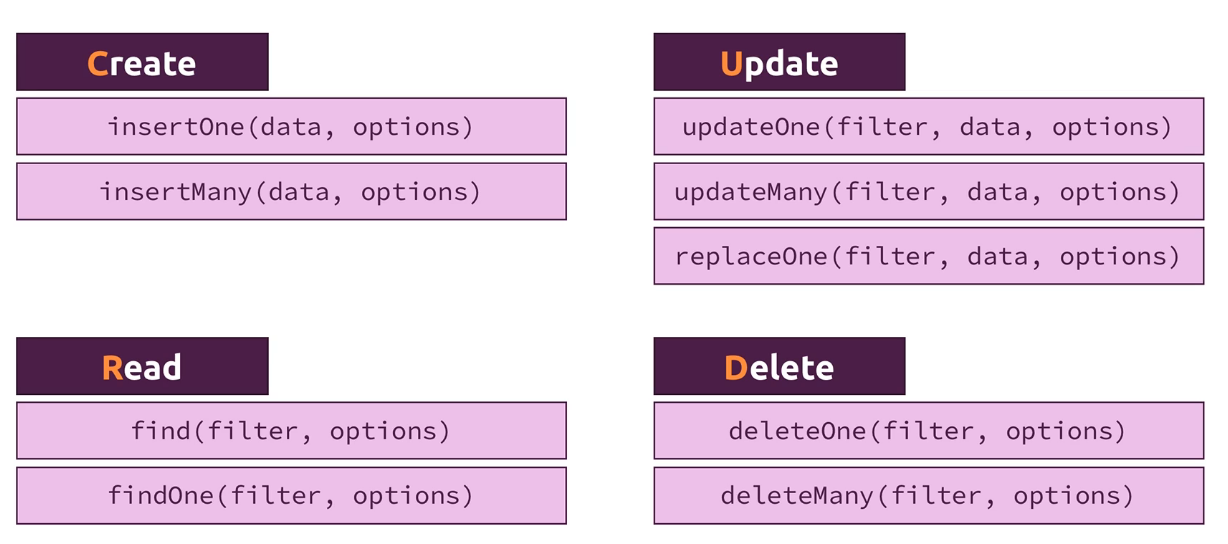 Create
insertOne(data, options)
insertMany(data, options)
Update
updateOne(filter, data, options)
updateMany(filter, data, options)
replaceOne(filter, data, options)
Read
find(filter, options)
findOne(filter, options)
Delete
deleteOne(filter, options)
deleteMany(filter, options)